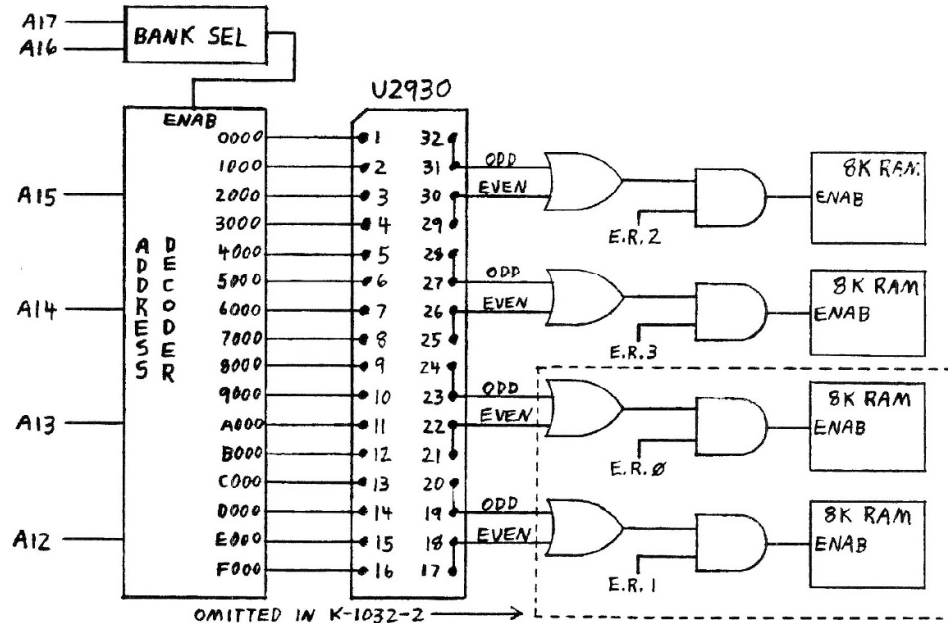 A17
A16
BANK SEL
U2930
ENAB
0000 1 32
1000 2 31 ODD
2000 3 30 EVEN
3000 4 29
4000 5 28
5000 6 27 ODD
6000 7 26 EVEN
7000 8 25
8000 9 24
9000 10 23 ODD
A000 11 22 EVEN
B000 12 21
C000 13 20
D000 14 19 ODD
E000 15 18 EVEN
F000 16 17
A15
A14
A13
A12
ADDRESS
DECODER
8K RAM
ENAB
E.R.2
8K RAM
ENAB
E.R.3
8K RAM
ENAB
E.R.Ø
8K RAM
ENAB
E.R.1
OMITTED IN K-1032-2